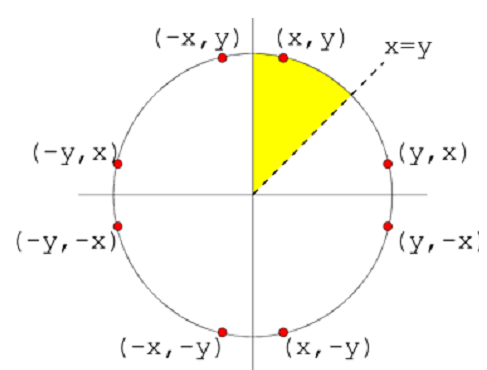 (-x,y) (x,y)
x=y
(-y,x) (y,x)
(-y,-x) (y,-x)
(-x,-y) (x,-y)